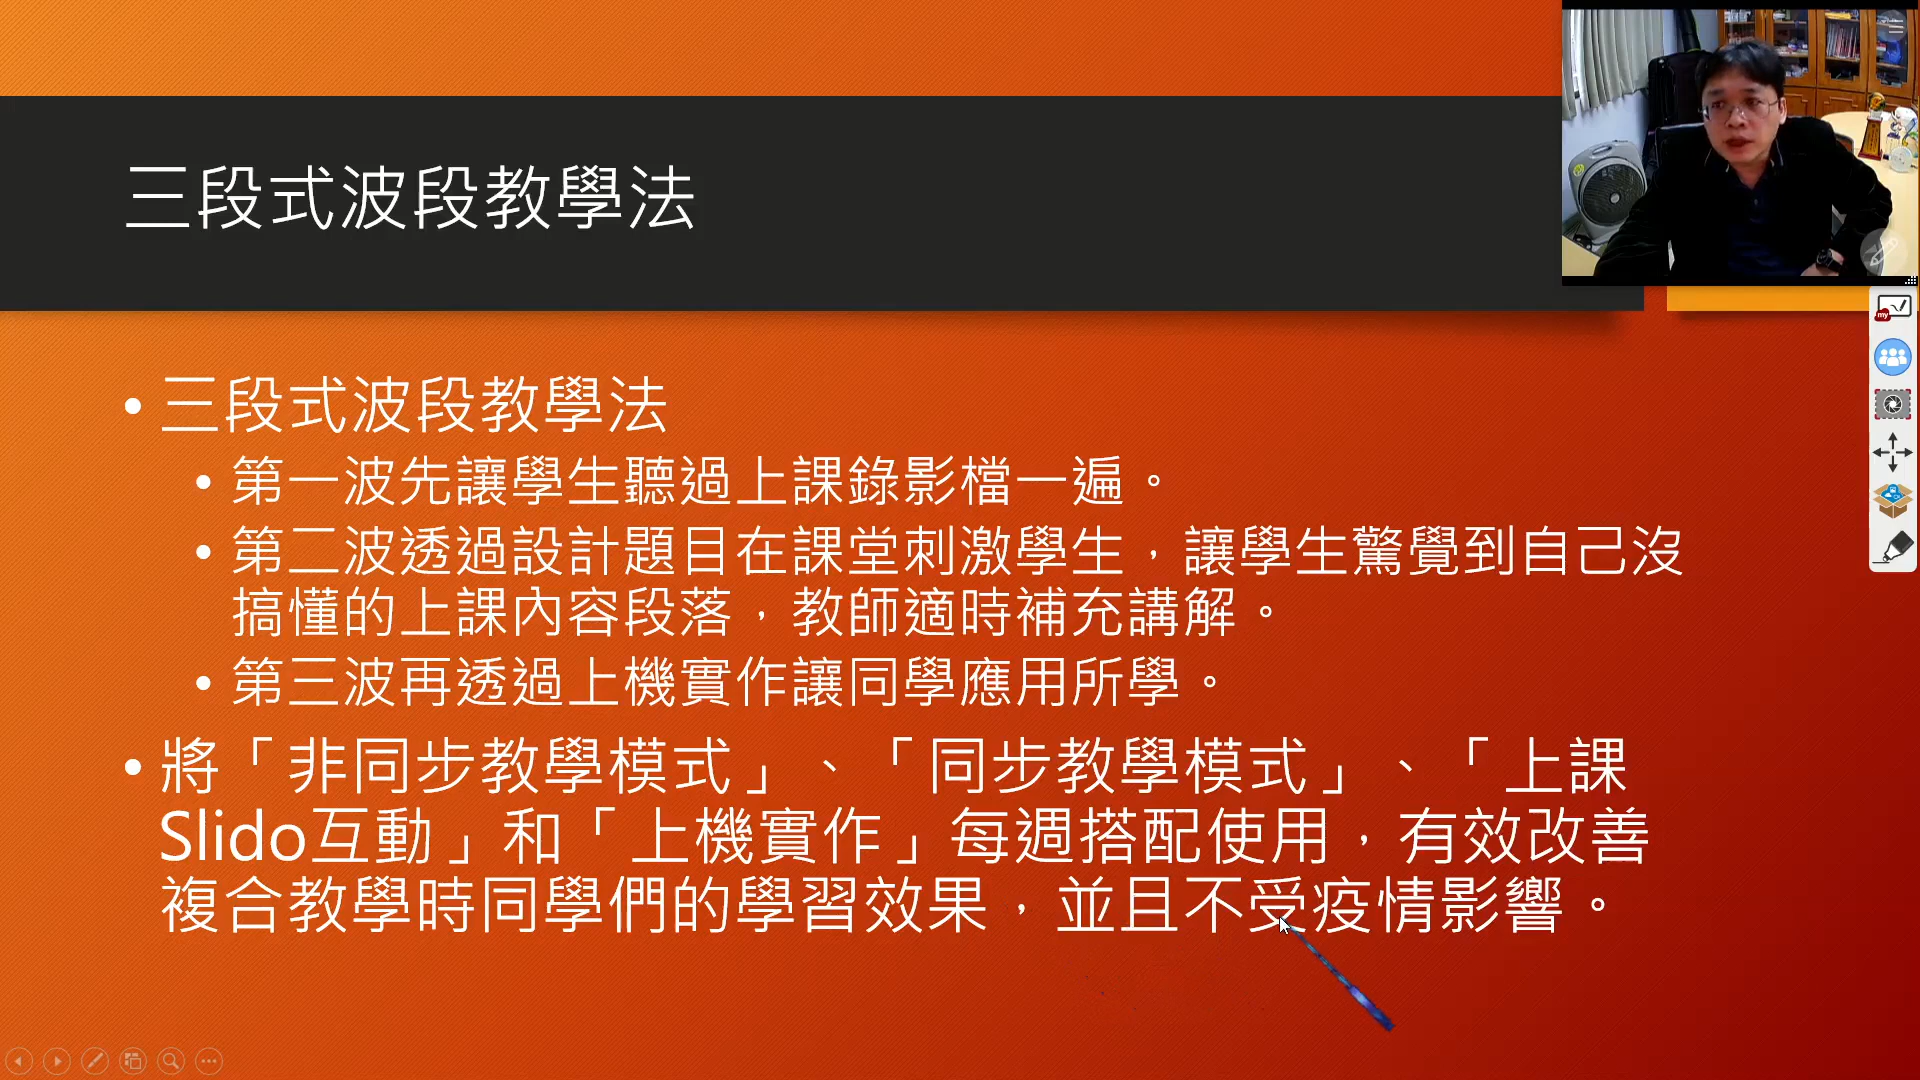 三段式波段教學法
• 三段式波段教學法
• 第一波先讓學生聽過上課錄影檔一遍。
• 第二波透過設計題目在課堂刺激學生，讓學生驚覺到自己沒
搞懂的上課內容段落，教師適時補充講解。
• 第三波再透過上機實作讓同學應用所學。
• 將「非同步教學模式」、「同步教學模式」、「上課
Slido互動」和「上機實作」每週搭配使用，有效改善
複合教學時同學們的學習效果，並且不受疫情影響。
my